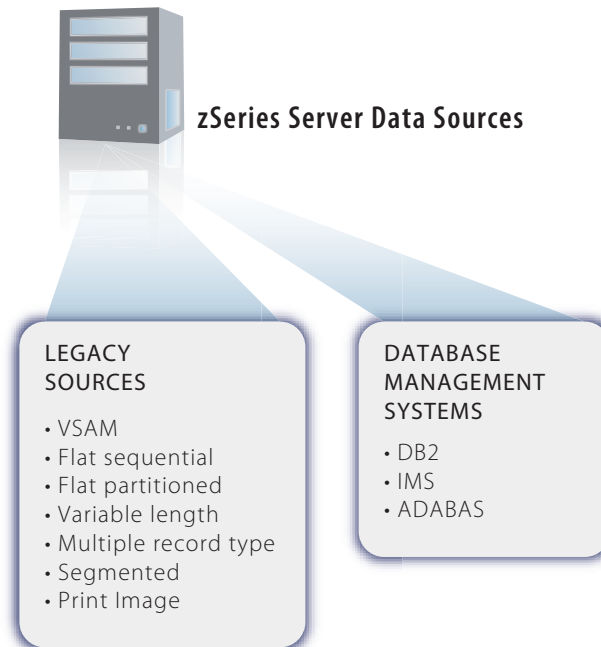 zSeries Server Data Sources
LEGACY
SOURCES
• VSAM
• Flat sequential
• Flat partitioned
• Variable length
• Multiple record type
• Segmented
• Print Image
DATABASE
MANAGEMENT
SYSTEMS
• DB2
• IMS
• ADABAS